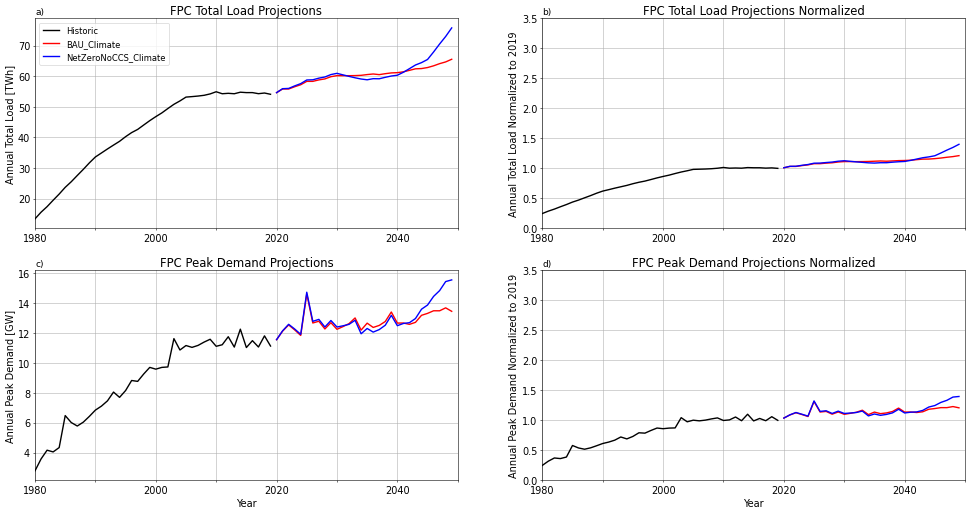 a)
FPC Total Load Projections
Annual Total Load [TWh]
70
60
50
40
30
20
Historic
BAU_Climate
NetZeroNoCCS_Climate
1980
2000
2020
2040
b)
FPC Total Load Projections Normalized
Annual Total Load Normalized to 2019
3.5
3.0
2.5
2.0
1.5
1.0
0.5
0.0
1980
2000
2020
2040
c)
FPC Peak Demand Projections
Annual Peak Demand [GW]
16
14
12
10
8
6
4
1980
2000
2020
2040
Year
d)
FPC Peak Demand Projections Normalized
Annual Peak Demand Normalized to 2019
3.5
3.0
2.5
2.0
1.5
1.0
0.5
0.0
1980
2000
2020
2040
Year